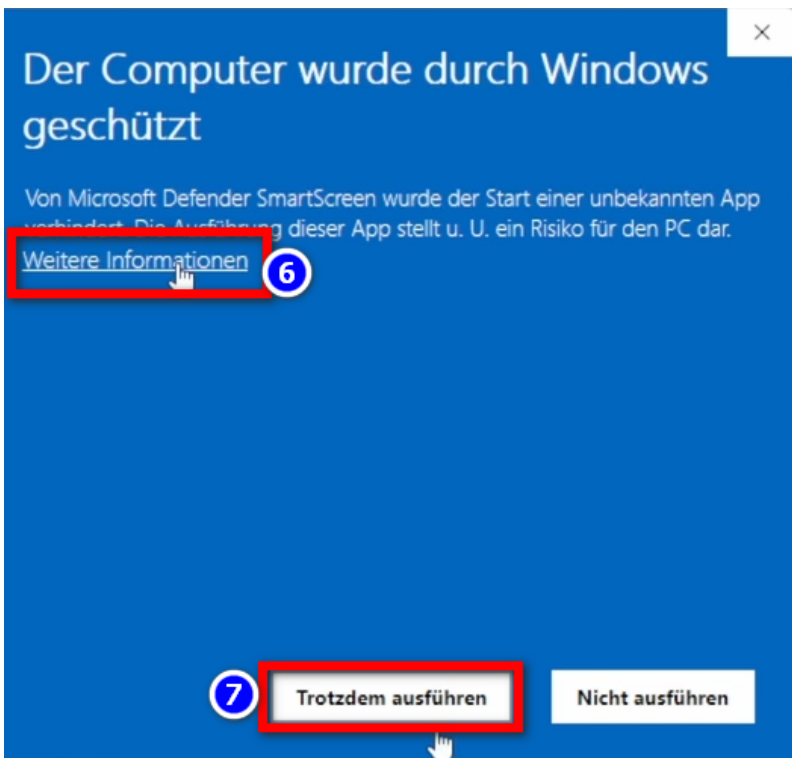 Der Computer wurde durch Windows
geschützt
Von Microsoft Defender SmartScreen wurde der Start einer unbekannten App
verhindert. Die Ausführung dieser App stellt u. U. ein Risiko für den PC dar.
Weitere Informationen
6
7
Trotzdem ausführen
Nicht ausführen